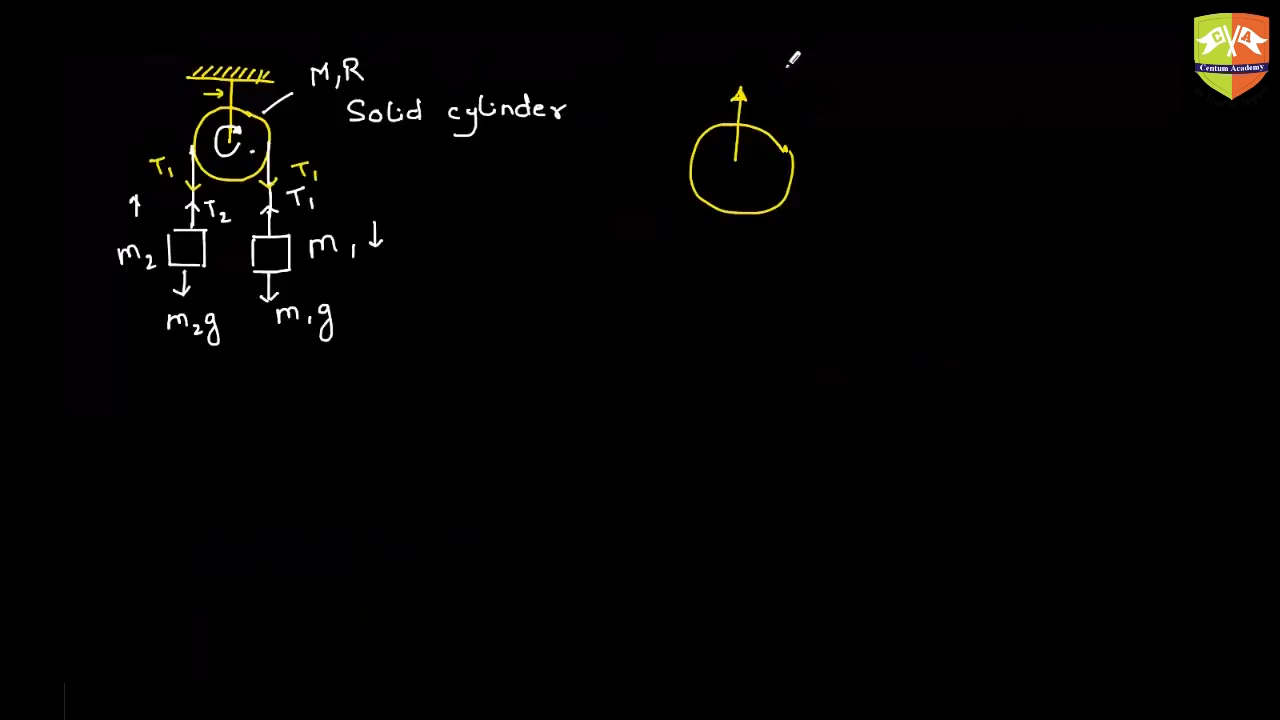 M,R
Solid cylinder
C
T₁
T₁
T₂
T₁
m₂
m₁
m₂g
m₁g
C A
Centum Academy